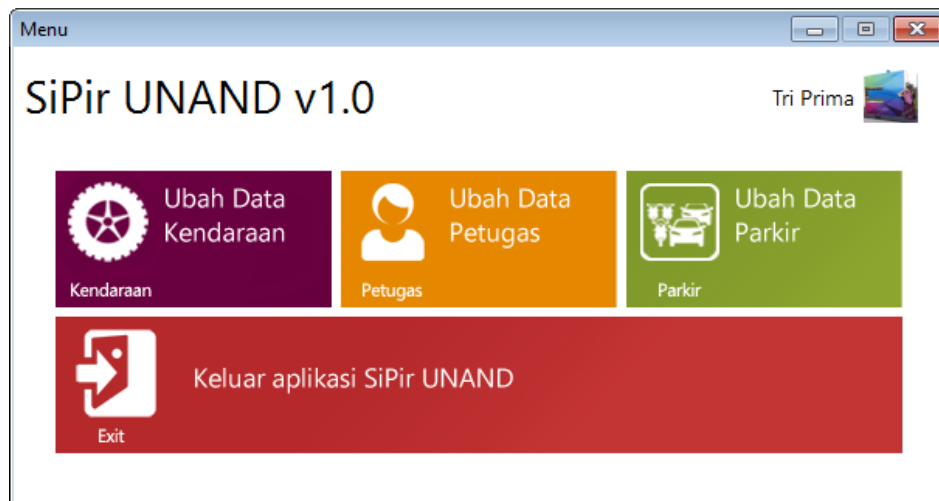 Menu
SiPir UNAND v1.0
Tri Prima
Ubah Data
Kendaraan
Kendaraan
Ubah Data
Petugas
Petugas
Ubah Data
Parkir
Parkir
Keluar aplikasi SiPir UNAND
Exit